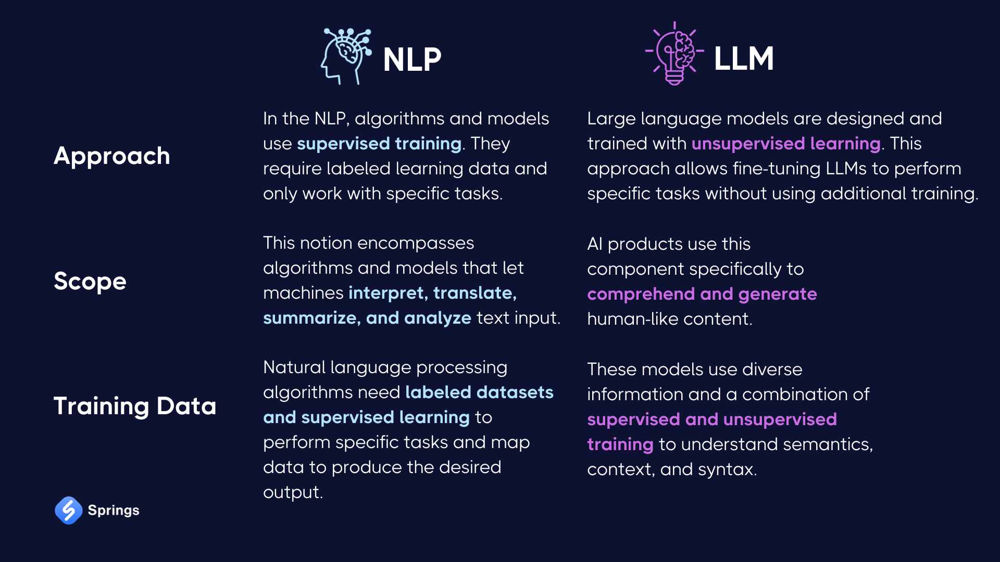 NLP
LLM
Approach
In the NLP, algorithms and models
use supervised training. They
require labeled learning data and
only work with specific tasks.
Large language models are designed and
trained with unsupervised learning. This
approach allows fine-tuning LLMs to perform
specific tasks without using additional training.
Scope
This notion encompasses
algorithms and models that let
machines interpret, translate,
summarize, and analyze text input.
AI products use this
component specifically to
comprehend and generate
human-like content.
Training Data
Natural language processing
algorithms need labeled datasets
and supervised learning to
perform specific tasks and map
data to produce the desired
output.
These models use diverse
information and a combination of
supervised and unsupervised
training to understand semantics,
context, and syntax.
Springs